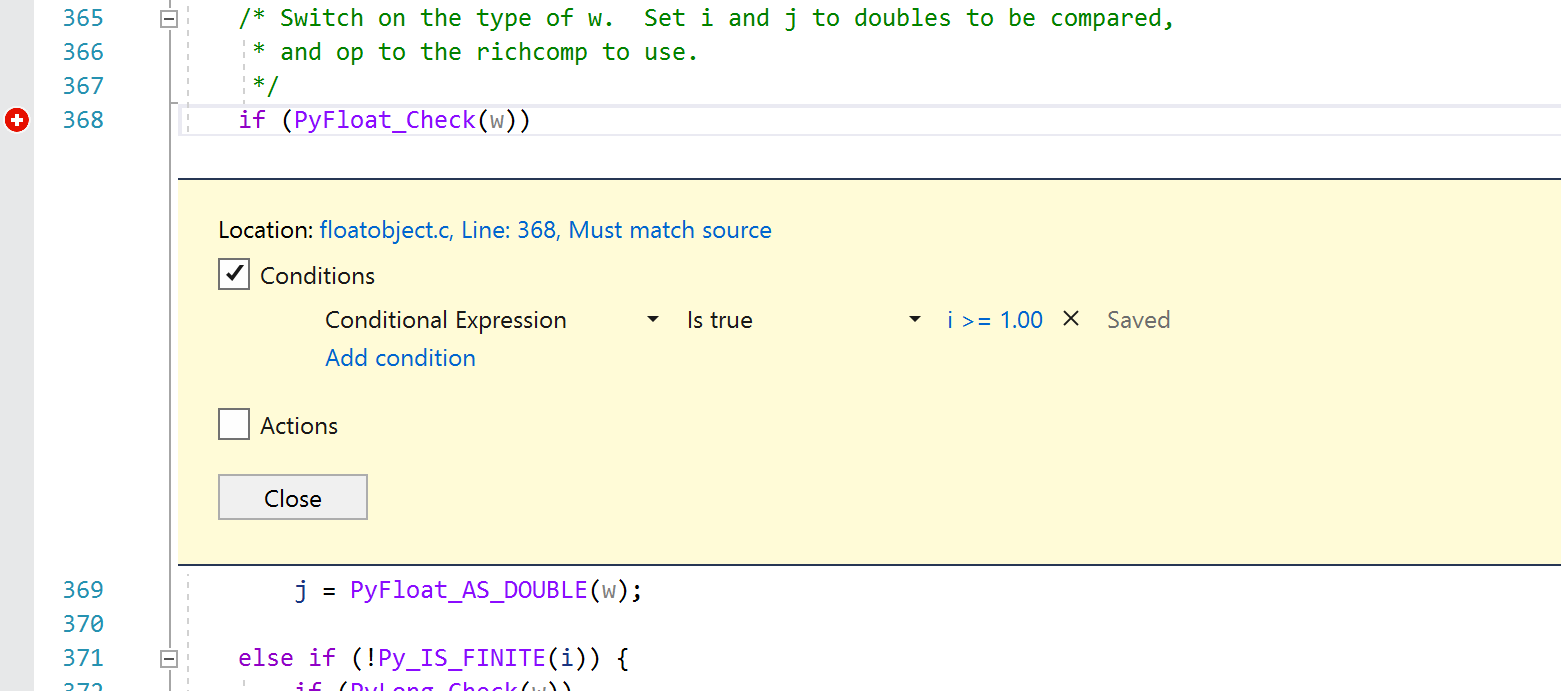 365 /* Switch on the type of w.  Set i and j to doubles to be compared,
366 * and op to the richcomp to use.
367 */
368 if (PyFloat_Check(w))
Location: floatobject.c, Line: 368, Must match source
Conditions
Conditional Expression Is true i >= 1.00 Saved
Add condition
Actions
Close
369 j = PyFloat_AS_DOUBLE(w);
370
371 else if (!Py_IS_FINITE(i)) {
372 if (PyLong_Check(w))